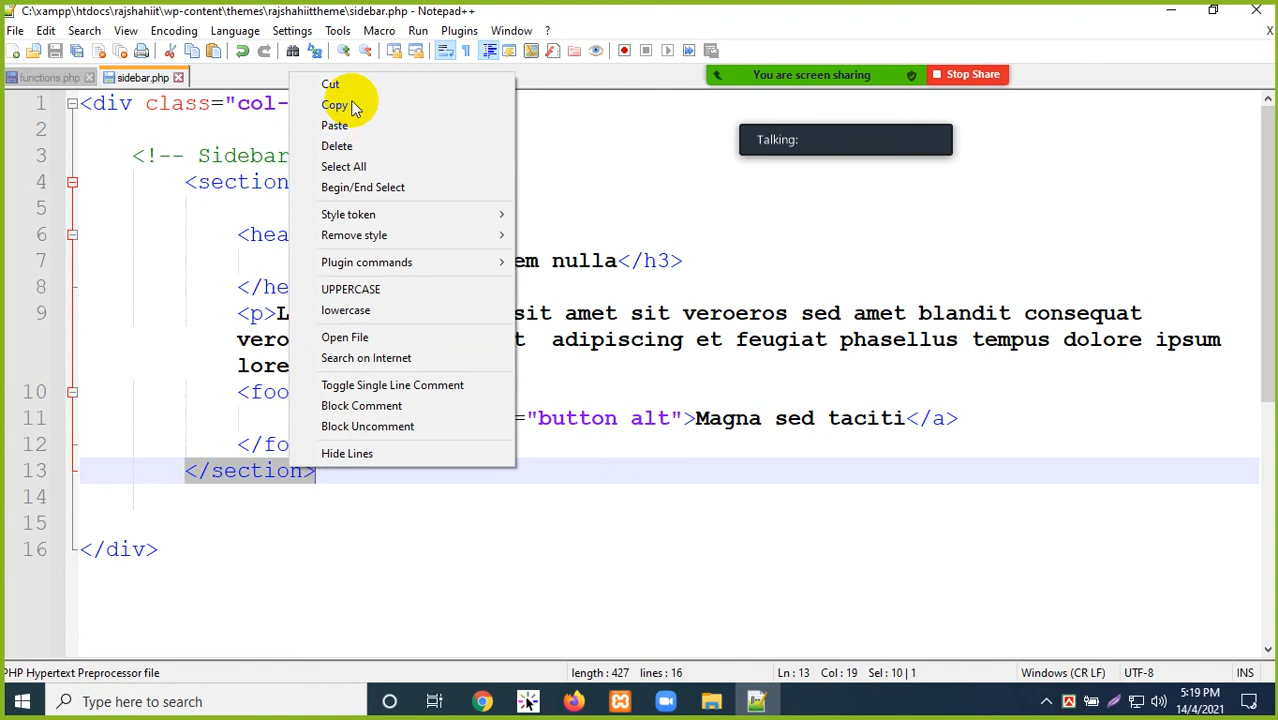 C:\xampp\htdocs\rajshahiit\wp-content\themes\rajshahiittheme\sidebar.php - Notepad++
File Edit Search View Encoding Language Settings Tools Macro Run Plugins Window ? X
functions.php sidebar.php
You are screen sharing Stop Share
Talking:
Cut
Copy
Paste
Delete
Select All
Begin/End Select
Style token
Remove style
Plugin commands
UPPERCASE
lowercase
Open File
Search on Internet
Toggle Single Line Comment
Block Comment
Block Uncomment
Hide Lines
1 <div class="col-
2
3 <!-- Sidebar
4 <section
5
6 <hea
7 em nulla</h3>
8 </he
9 <p>L sit amet sit veroeros sed amet blandit consequat
vero t adipiscing et feugiat phasellus tempus dolore ipsum
lore
10 <foo
11 ="button alt">Magna sed taciti</a>
12 </fo
13 </section>
14
15
16 </div>
PHP Hypertext Preprocessor file length : 427 lines : 16 Ln : 13 Col : 19 Sel : 10 | 1 Windows (CR LF) UTF-8 INS
Type here to search
5:19 PM
14/4/2021